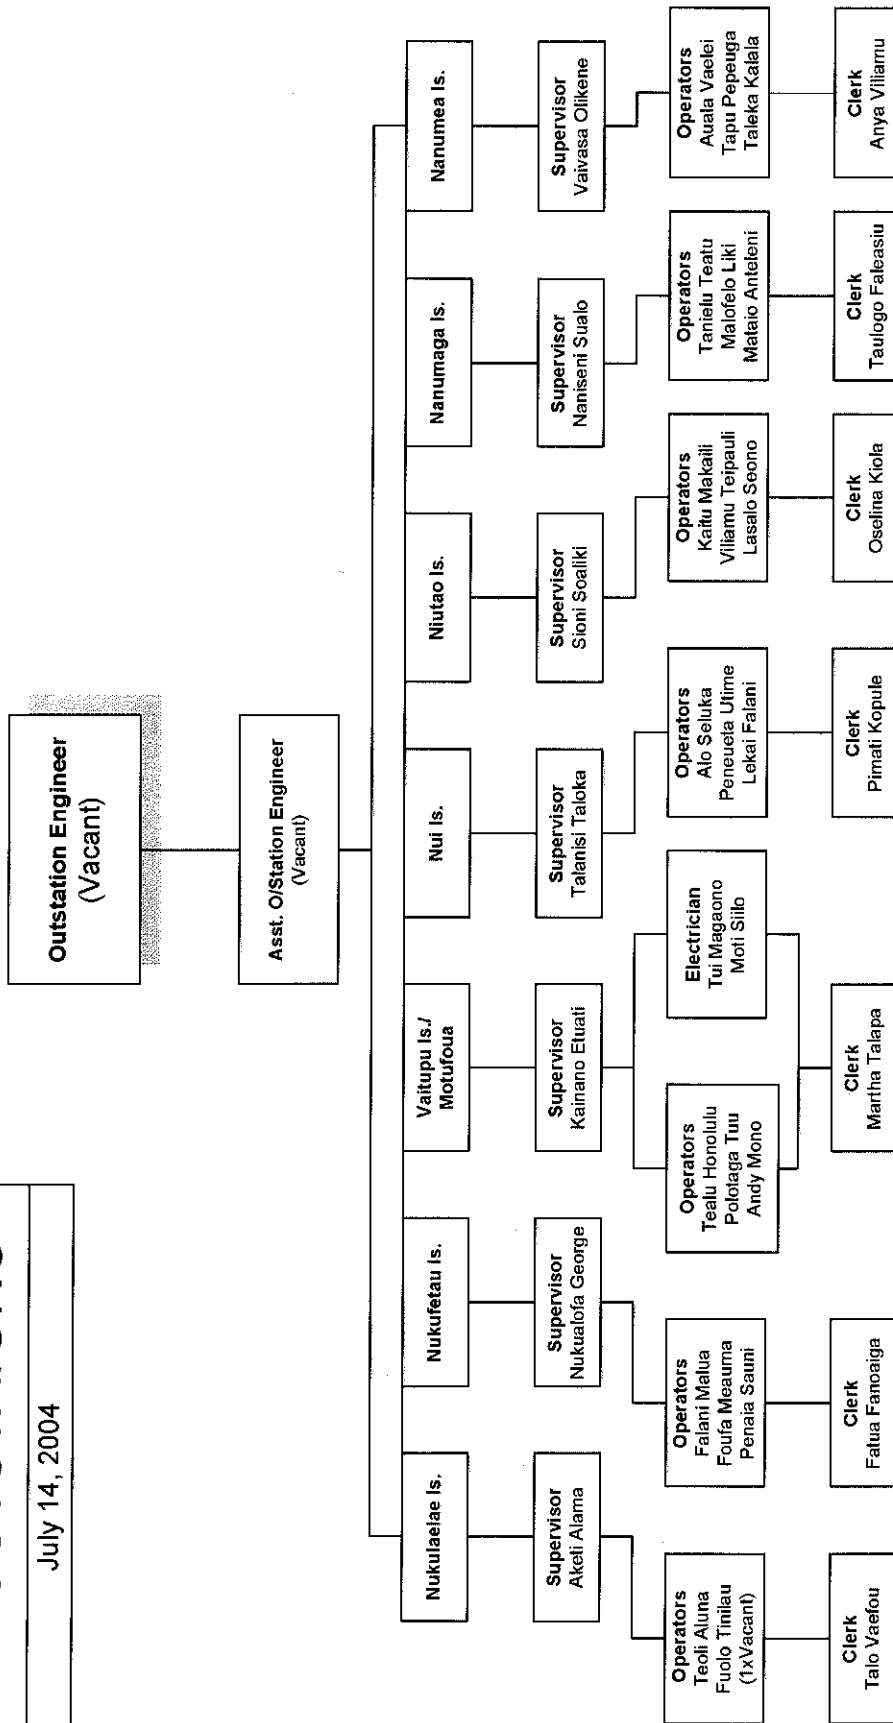 July 14, 2004
Outstation Engineer
(Vacant)
Asst. O/Station Engineer
(Vacant)
Nukulaelae Is.
Nukufetau Is.
Vaitupu Is./
Motufoua
Nui Is.
Niutao Is.
Nanumaga Is.
Nanumea Is.
Supervisor
Aketi Alama
Supervisor
Nukualofa George
Supervisor
Kainano Etuati
Supervisor
Talanisi Taloka
Supervisor
Sioni Soaliki
Supervisor
Naniseni Sualo
Supervisor
Vaivasa Olikene
Operators
Teoli Aluna
Fuolo Tinilau
(1xVacant)
Operators
Falani Malua
Foufa Meauma
Penaia Sauni
Operators
Tealu Honolulu
Polotaga Tuu
Andy Mono
Electrician
Tui Magaono
Moti Siilo
Operators
Alo Seluka
Peneueta Utime
Lekai Falani
Operators
Kaitu Makaili
Viliamu Teipauli
Lasalo Seono
Operators
Tanielu Teatu
Malofelo Liki
Mataio Anteleni
Operators
Auala Vaelei
Tapu Pepeuga
Taleka Kalala
Clerk
Talo Vaefou
Clerk
Fatua Fanoaiga
Clerk
Martha Talapa
Clerk
Pimati Kopule
Clerk
Oselina Kiola
Clerk
Taulogo Faleasiu
Clerk
Anya Viliamu